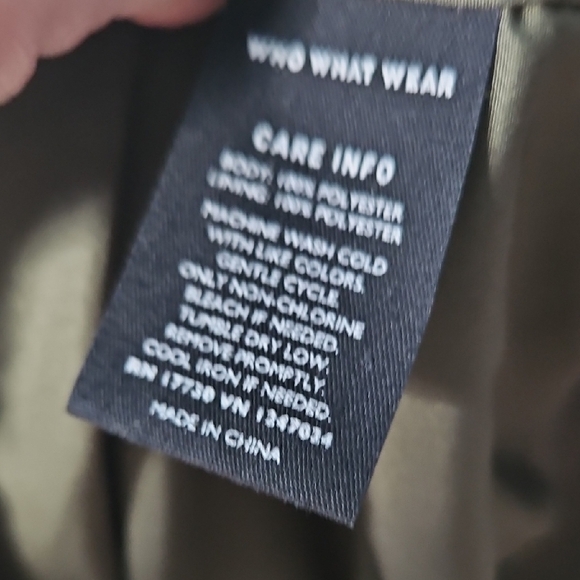 WHO WHAT WEAR
CARE INFO
BODY: 100% POLYESTER
LINING: 100% POLYESTER
MACHINE WASH COLD
WITH LIKE COLORS.
GENTLE CYCLE.
ONLY NON-CHLORINE
BLEACH IF NEEDED.
TUMBLE DRY LOW.
REMOVE PROMPTLY.
COOL IRON IF NEEDED.
RN 17730 VN 1247024
MADE IN CHINA